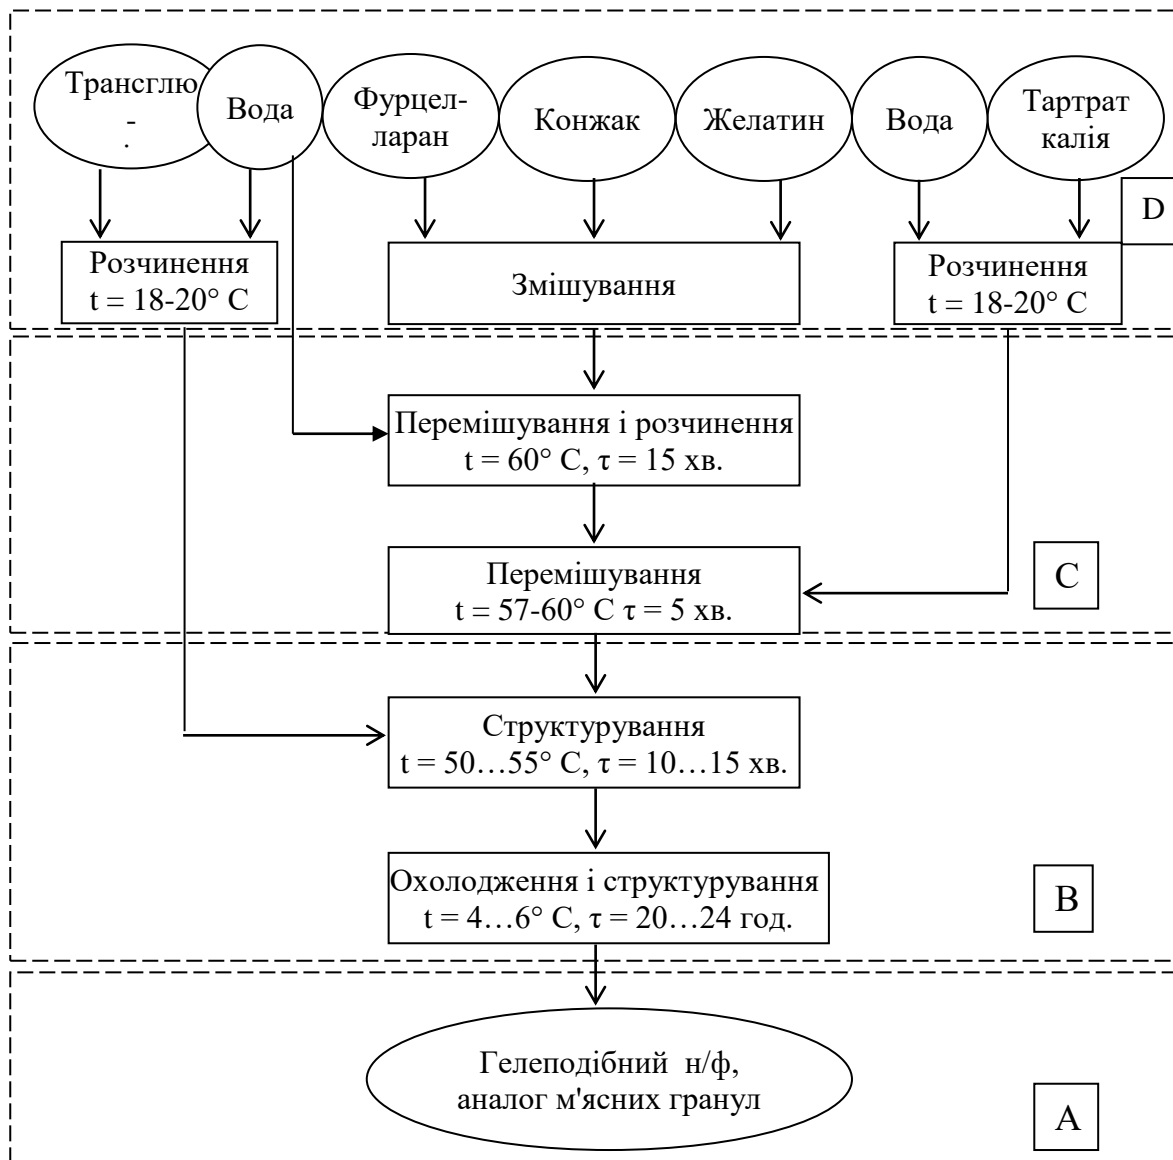 Трансглю
-
.
Вода
Фурцел-
ларан
Конжак
Желатин
Вода
Тартрат
калія
D
Розчинення
t = 18-20° С
Змішування
Розчинення
t = 18-20° С
Перемішування і розчинення
t = 60° С, τ = 15 хв.
Перемішування
t = 57-60° С τ = 5 хв.
C
Структурування
t = 50…55° С, τ = 10…15 хв.
Охолодження і структурування
t = 4…6° С, τ = 20…24 год.
B
Гелеподібний н/ф,
аналог м'ясних гранул
A